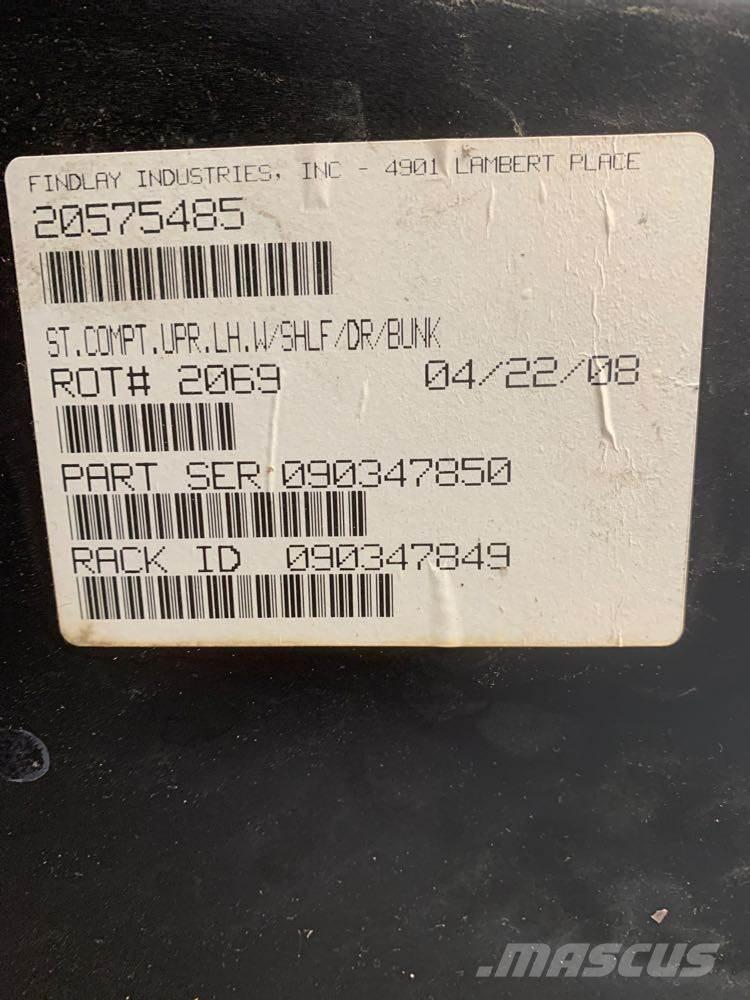 FINDLAY INDUSTRIES, INC - 4901 LAMBERT PLACE
20575485
ST.COMPT.UPR.LH.W/SHLF/DR/BUNK
ROT# 2069 04/22/08
PART SER 090347850
RACK ID 090347849
.MASCUS